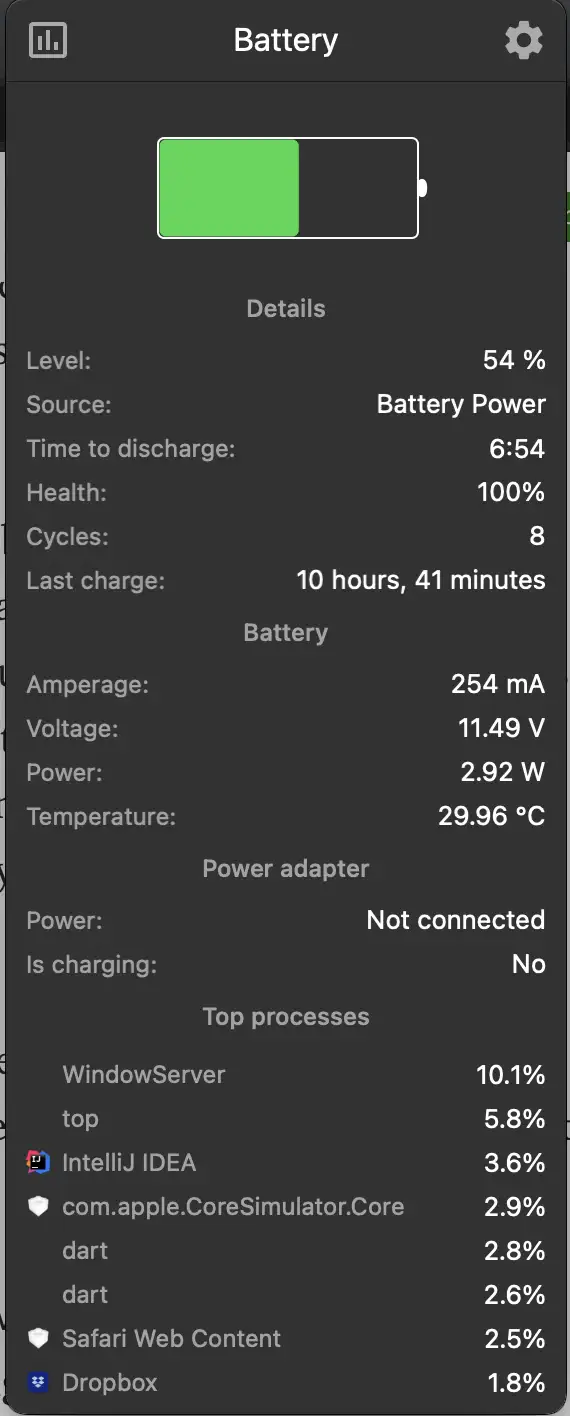 Battery
Details
Level: 54 %
Source: Battery Power
Time to discharge: 6:54
Health: 100%
Cycles: 8
Last charge: 10 hours, 41 minutes
Battery
Amperage: 254 mA
Voltage: 11.49 V
Power: 2.92 W
Temperature: 29.96 °C
Power adapter
Power: Not connected
Is charging: No
Top processes
WindowServer 10.1%
top 5.8%
IntelliJ IDEA 3.6%
com.apple.CoreSimulator.Core 2.9%
dart 2.8%
dart 2.6%
Safari Web Content 2.5%
Dropbox 1.8%